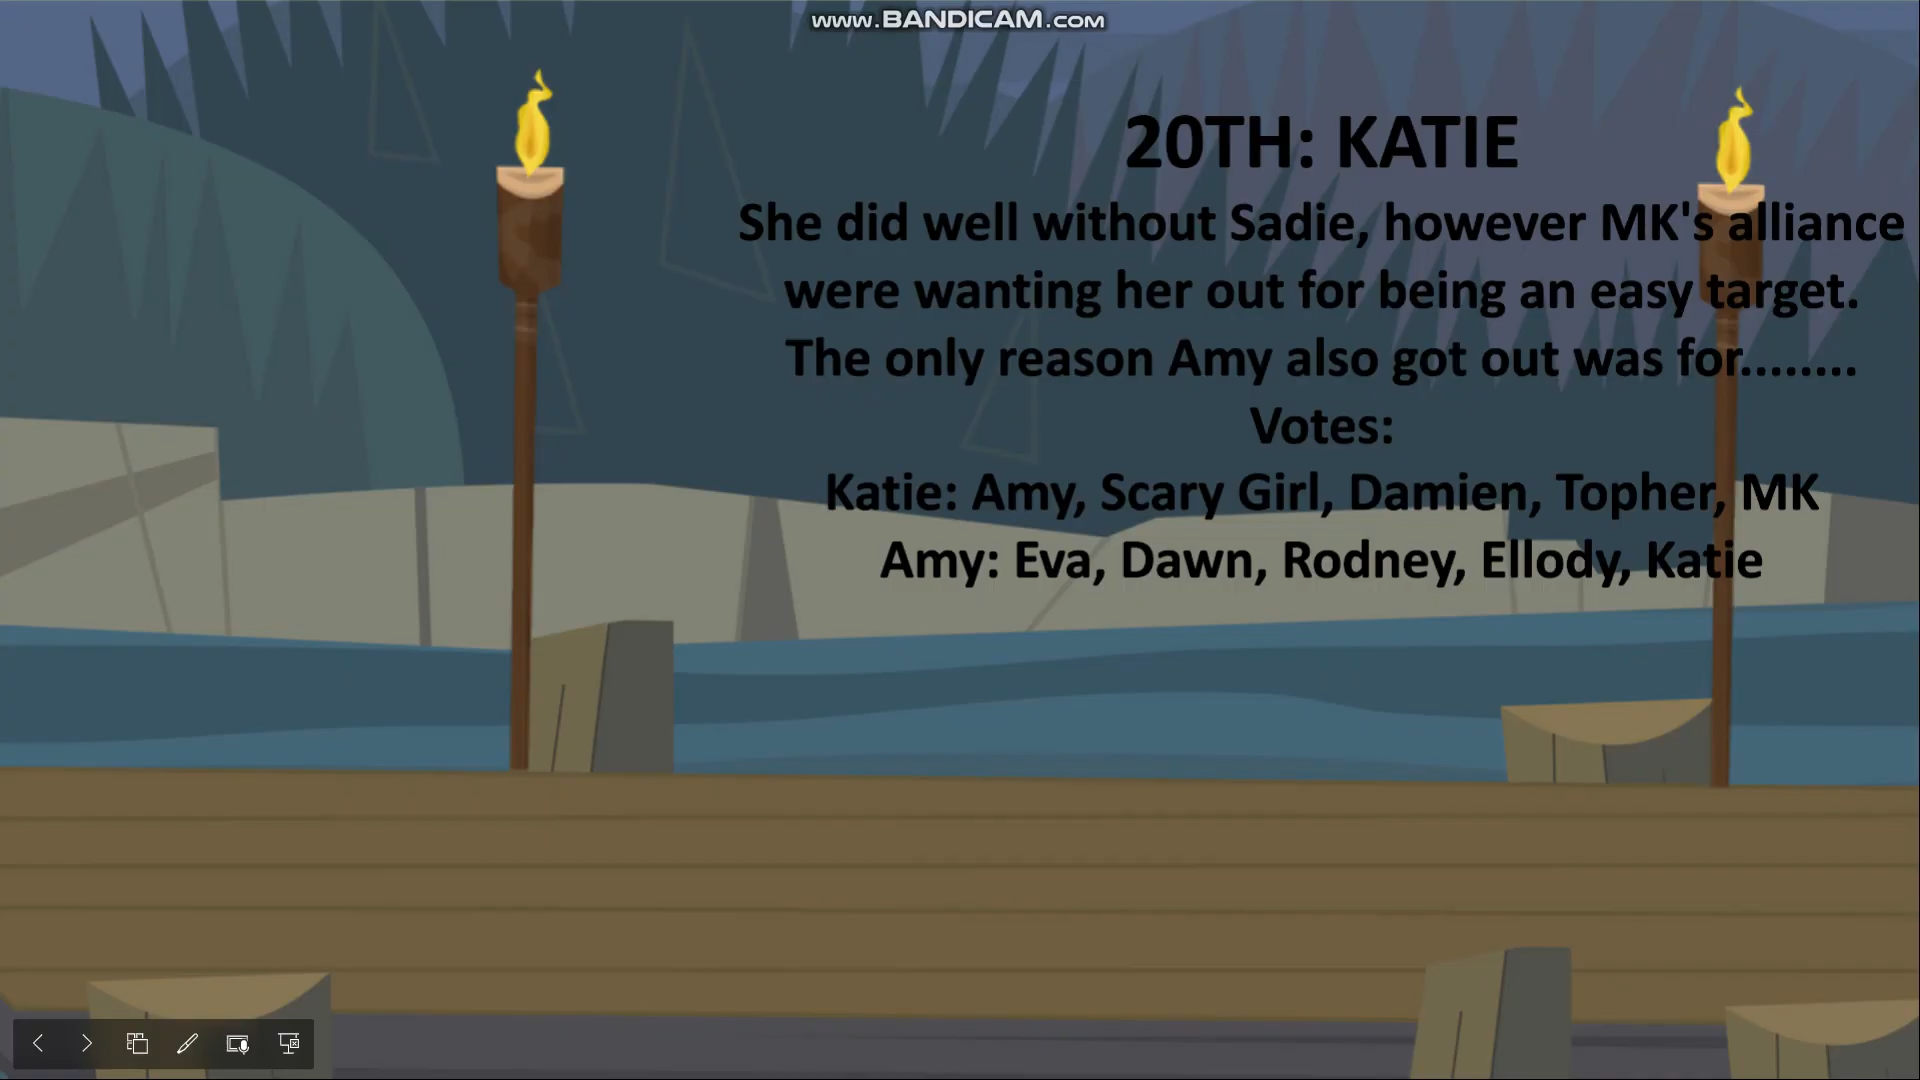 www.BANDICAM.com
20TH: KATIE
She did well without Sadie, however MK's alliance
were wanting her out for being an easy target.
The only reason Amy also got out was for........
Votes:
Katie: Amy, Scary Girl, Damien, Topher, MK
Amy: Eva, Dawn, Rodney, Ellody, Katie